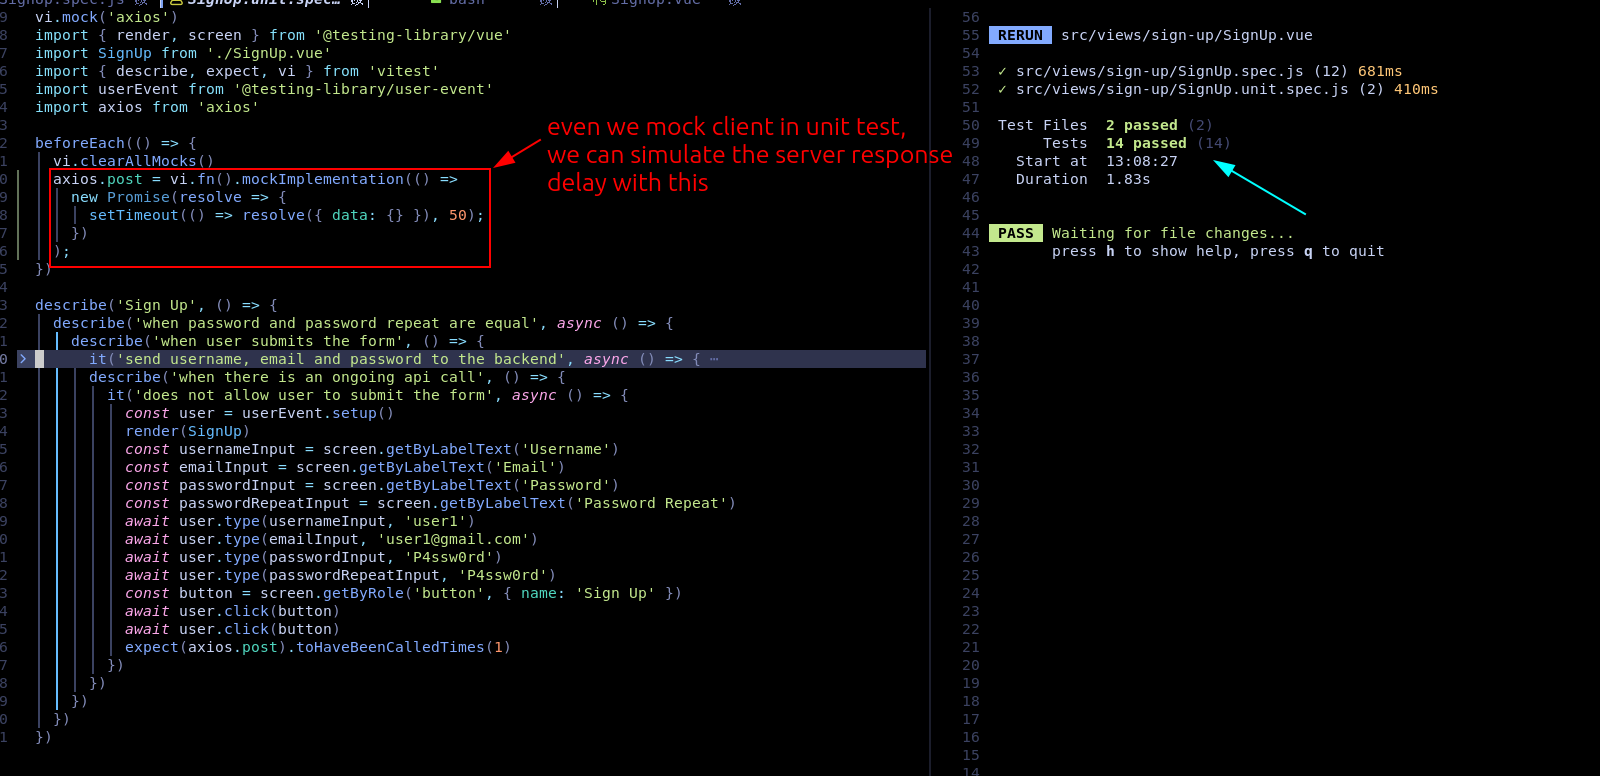 SignUp.spec.js
SignUp.unit.spec…
bash
SignUp.vue
9 vi.mock('axios')
8 import { render, screen } from '@testing-library/vue'
7 import SignUp from './SignUp.vue'
6 import { describe, expect, vi } from 'vitest'
5 import userEvent from '@testing-library/user-event'
4 import axios from 'axios'
3
2 beforeEach(() => {
1 vi.clearAllMocks()
0 axios.post = vi.fn().mockImplementation(() =>
9 new Promise(resolve => {
8 setTimeout(() => resolve({ data: {} }), 50);
7 })
6 );
5 })
4
3 describe('Sign Up', () => {
2 describe('when password and password repeat are equal', async () => {
1 describe('when user submits the form', () => {
0 > it('send username, email and password to the backend', async () => { ⋯
1 describe('when there is an ongoing api call', () => {
2 it('does not allow user to submit the form', async () => {
3 const user = userEvent.setup()
4 render(SignUp)
5 const usernameInput = screen.getByLabelText('Username')
6 const emailInput = screen.getByLabelText('Email')
7 const passwordInput = screen.getByLabelText('Password')
8 const passwordRepeatInput = screen.getByLabelText('Password Repeat')
9 await user.type(usernameInput, 'user1')
0 await user.type(emailInput, 'user1@gmail.com')
1 await user.type(passwordInput, 'P4ssw0rd')
2 await user.type(passwordRepeatInput, 'P4ssw0rd')
3 const button = screen.getByRole('button', { name: 'Sign Up' })
4 await user.click(button)
5 await user.click(button)
6 expect(axios.post).toHaveBeenCalledTimes(1)
7 })
8 })
9 })
0 })
1 })
even we mock client in unit test,
we can simulate the server response
delay with this
56
55 RERUN src/views/sign-up/SignUp.vue
54
53 ✓ src/views/sign-up/SignUp.spec.js (12) 681ms
52 ✓ src/views/sign-up/SignUp.unit.spec.js (2) 410ms
51
50 Test Files 2 passed (2)
49 Tests 14 passed (14)
48 Start at 13:08:27
47 Duration 1.83s
46
45
44 PASS Waiting for file changes...
43 press h to show help, press q to quit
42
41
40
39
38
37
36
35
34
33
32
31
30
29
28
27
26
25
24
23
22
21
20
19
18
17
16
15
14